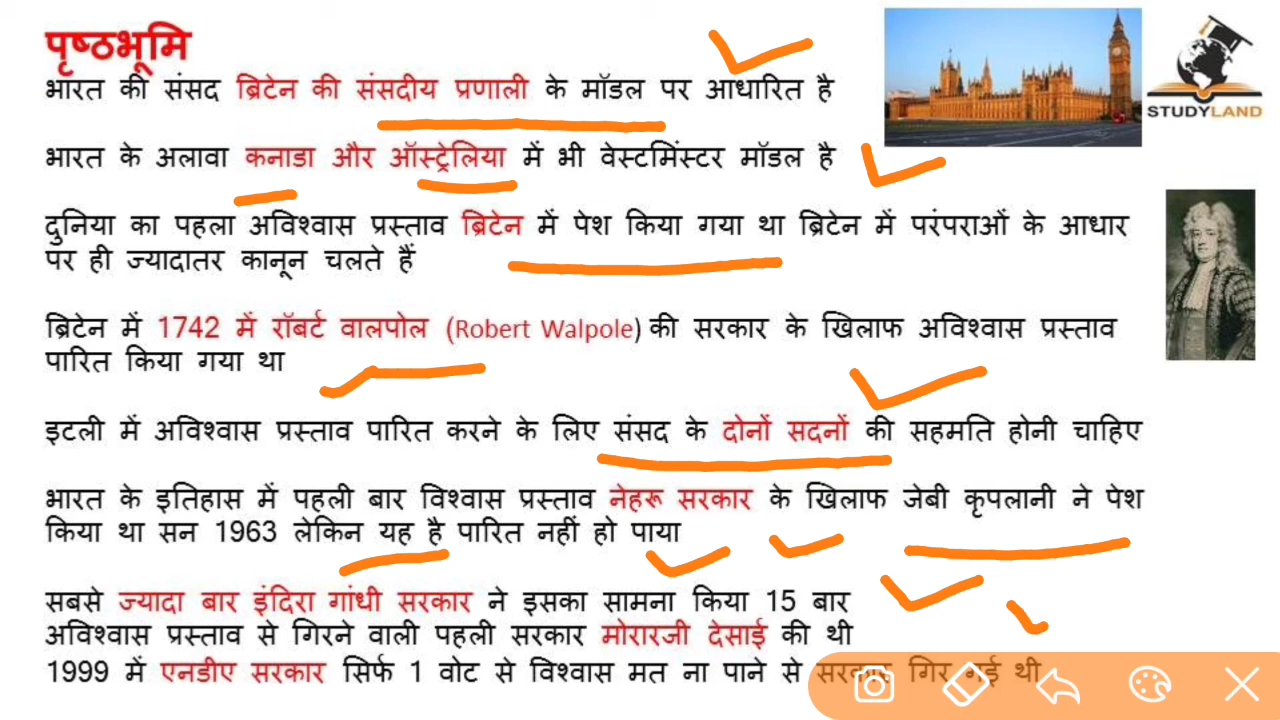 पृष्ठभूमि
भारत की संसद ब्रिटेन की संसदीय प्रणाली के मॉडल पर आधारित है
STUDYLAND
भारत के अलावा कनाडा और ऑस्ट्रेलिया में भी वेस्टमिंस्टर मॉडल है
दुनिया का पहला अविश्वास प्रस्ताव ब्रिटेन में पेश किया गया था ब्रिटेन में परंपराओं के आधार
पर ही ज्यादातर कानून चलते हैं
ब्रिटेन में 1742 में रॉबर्ट वालपोल (Robert Walpole) की सरकार के खिलाफ अविश्वास प्रस्ताव
पारित किया गया था
इटली में अविश्वास प्रस्ताव पारित करने के लिए संसद के दोनों सदनों की सहमति होनी चाहिए
भारत के इतिहास में पहली बार विश्वास प्रस्ताव नेहरू सरकार के खिलाफ जेबी कृपलानी ने पेश
किया था सन 1963 लेकिन यह है पारित नहीं हो पाया
सबसे ज्यादा बार इंदिरा गांधी सरकार ने इसका सामना किया 15 बार
अविश्वास प्रस्ताव से गिरने वाली पहली सरकार मोरारजी देसाई की थी
1999 में एनडीए सरकार सिर्फ 1 वोट से विश्वास मत ना पाने से सरकार गिर गई थी